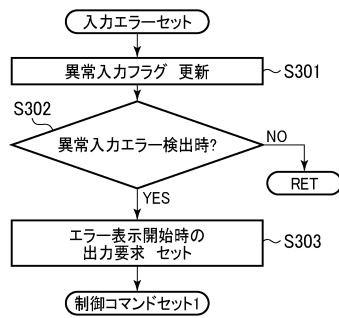 入力エラーセット
異常入力フラグ 更新
S301
S302
異常入力エラー検出時?
NO
RET
YES
エラー表示開始時の
出力要求 セット
S303
制御コマンドセット1